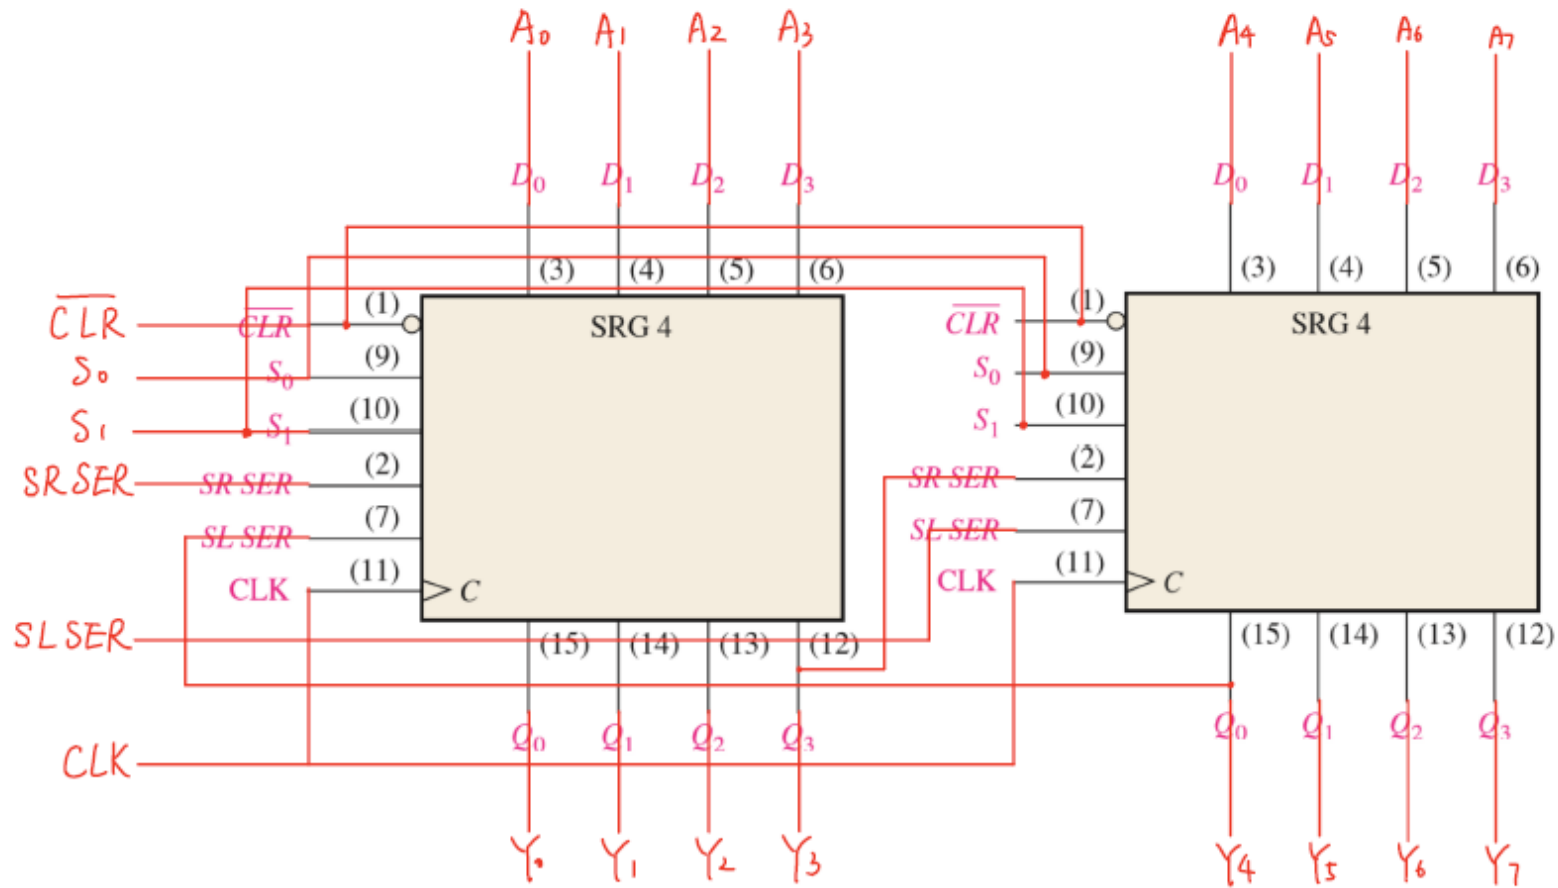 A₀ A₁ A₂ A₃ A₄ A₅ A₆ A₇
D₀ D₁ D₂ D₃ D₀ D₁ D₂ D₃
(3) (4) (5) (6) (3) (4) (5) (6)
C̅L̅R̅ C̅L̅R̅ (1) SRG 4 C̅L̅R̅ (1) SRG 4
S₀ S₀ (9) S₀ (9)
S₁ S₁ (10) S₁ (10)
SRSER SR SER (2) SR SER (2)
SL SER (7) SL SER (7)
CLK (11) C CLK (11) C
SLSER (15) (14) (13) (12) (15) (14) (13) (12)
Q₀ Q₁ Q₂ Q₃ Q₀ Q₁ Q₂ Q₃
CLK
Y₀ Y₁ Y₂ Y₃ Y₄ Y₅ Y₆ Y₇